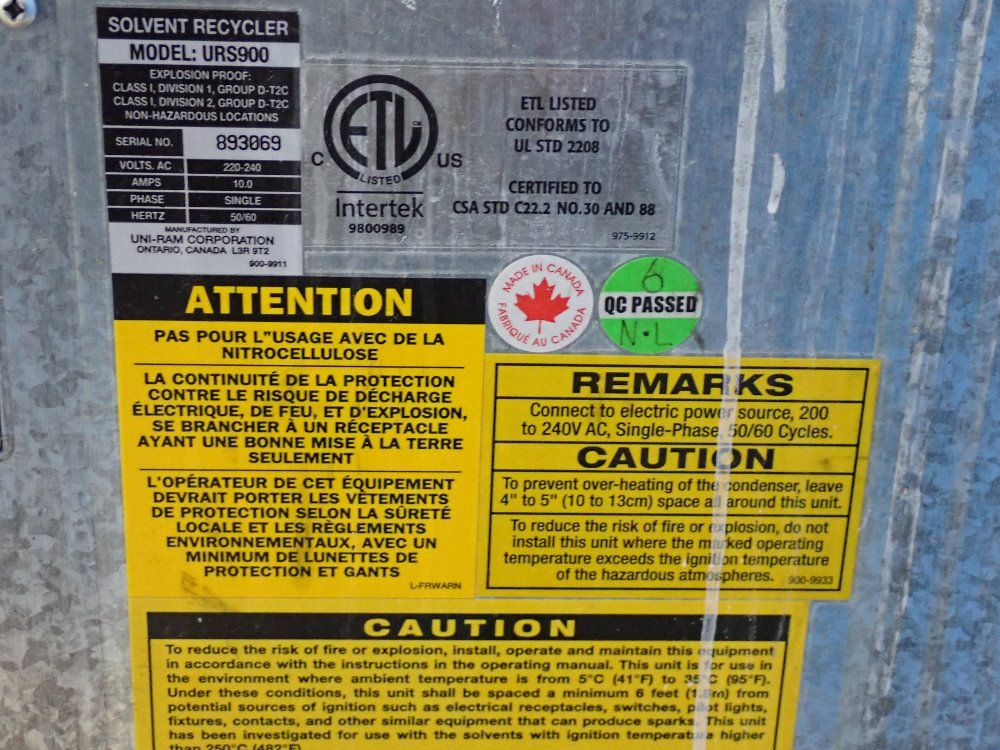 SOLVENT RECYCLER
MODEL: URS900
EXPLOSION PROOF:
CLASS I, DIVISION 1, GROUP D-T2C
CLASS I, DIVISION 2, GROUP D-T2C
NON-HAZARDOUS LOCATIONS
SERIAL NO. 893069
VOLTS. AC 220-240
AMPS 10.0
PHASE SINGLE
HERTZ 50/60
MANUFACTURED BY
UNI-RAM CORPORATION
ONTARIO, CANADA L3R 9T2
900-9911
C ETL US
LISTED
Intertek
9800989
ETL LISTED
CONFORMS TO
UL STD 2208
CERTIFIED TO
CSA STD C22.2 NO.30 AND 88
975-9912
MADE IN CANADA
FABRIQUÉ AU CANADA
6
QC PASSED
N·L
ATTENTION
PAS POUR L"USAGE AVEC DE LA
NITROCELLULOSE
LA CONTINUITÉ DE LA PROTECTION
CONTRE LE RISQUE DE DÉCHARGE
ÉLECTRIQUE, DE FEU, ET D'EXPLOSION,
SE BRANCHER À UN RÉCEPTACLE
AYANT UNE BONNE MISE À LA TERRE
SEULEMENT
L'OPÉRATEUR DE CET ÉQUIPEMENT
DEVRAIT PORTER LES VÊTEMENTS
DE PROTECTION SELON LA SÛRETÉ
LOCALE ET LES RÈGLEMENTS
ENVIRONNEMENTAUX, AVEC UN
MINIMUM DE LUNETTES DE
PROTECTION ET GANTS
L-FRWARN
REMARKS
Connect to electric power source, 200
to 240V AC, Single-Phase, 50/60 Cycles.
CAUTION
To prevent over-heating of the condenser, leave
4" to 5" (10 to 13cm) space all around this unit.
To reduce the risk of fire or explosion, do not
install this unit where the marked operating
temperature exceeds the ignition temperature
of the hazardous atmospheres.
900-9933
CAUTION
To reduce the risk of fire or explosion, install, operate and maintain this equipment
in accordance with the instructions in the operating manual. This unit is for use in
the environment where ambient temperature is from 5°C (41°F) to 35°C (95°F).
Under these conditions, this unit shall be spaced a minimum 6 feet (1.8m) from
potential sources of ignition such as electrical receptacles, switches, pilot lights,
fixtures, contacts, and other similar equipment that can produce sparks. This unit
has been investigated for use with the solvents with ignition temperature higher
than 250°C (482°F)